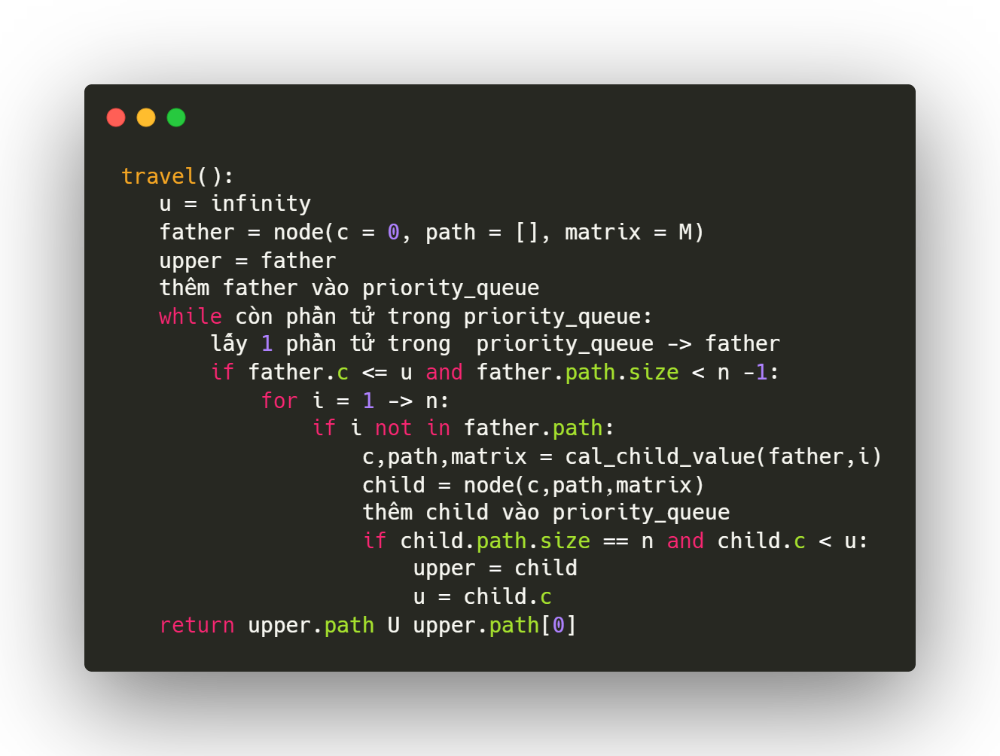 travel():
u = infinity
father = node(c = 0, path = [], matrix = M)
upper = father
thêm father vào priority_queue
while còn phần tử trong priority_queue:
lấy 1 phần tử trong  priority_queue -> father
if father.c <= u and father.path.size < n -1:
for i = 1 -> n:
if i not in father.path:
c,path,matrix = cal_child_value(father,i)
child = node(c,path,matrix)
thêm child vào priority_queue
if child.path.size == n and child.c < u:
upper = child
u = child.c
return upper.path U upper.path[0]